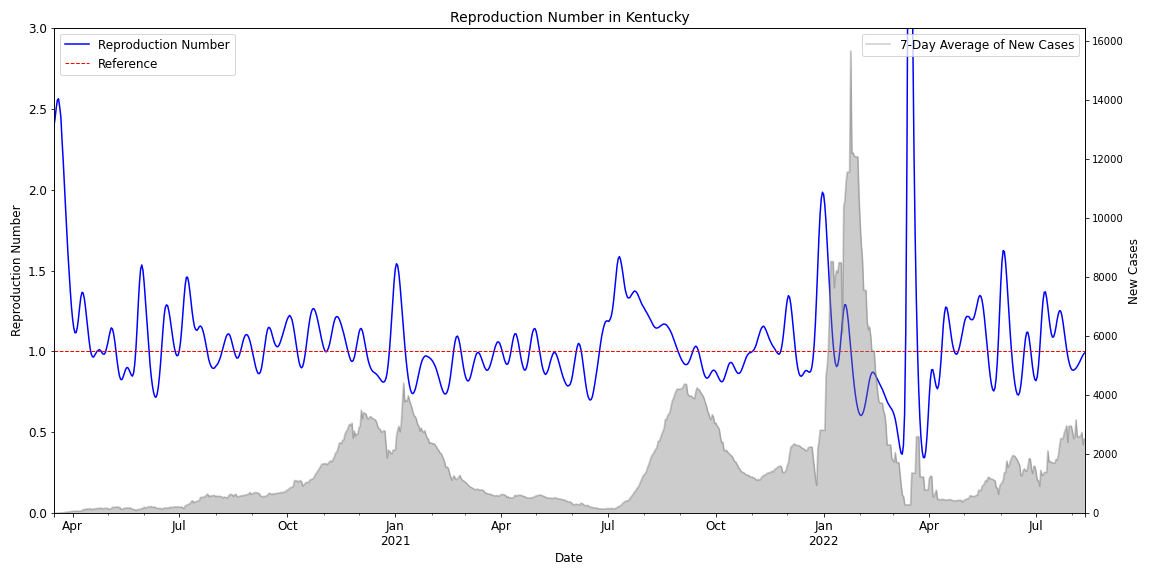 Reproduction Number in Kentucky
Reproduction Number
Reference
7-Day Average of New Cases
3.0
2.5
2.0
1.5
1.0
0.5
0.0
Reproduction Number
16000
14000
12000
10000
8000
6000
4000
2000
0
New Cases
Apr
Jul
Oct
Jan
2021
Apr
Jul
Oct
Jan
2022
Apr
Jul
Date